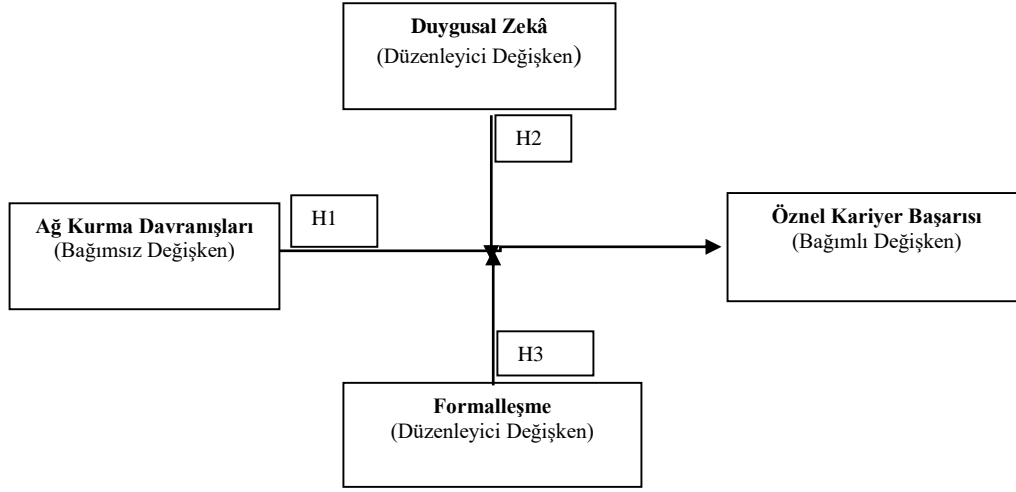 Duygusal Zekâ
(Düzenleyici Değişken)
H2
Ağ Kurma Davranışları
(Bağımsız Değişken)
H1
Öznel Kariyer Başarısı
(Bağımlı Değişken)
H3
Formalleşme
(Düzenleyici Değişken)